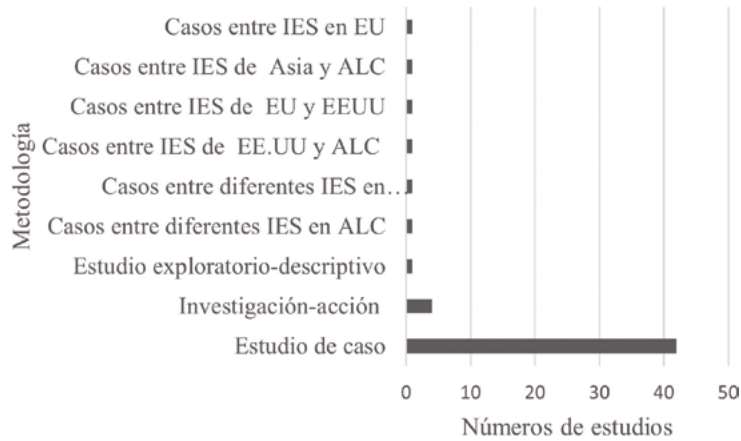 Casos entre IES en EU
Casos entre IES de Asia y ALC
Casos entre IES de EU y EEUU
Casos entre IES de EE.UU y ALC
Casos entre diferentes IES en…
Casos entre diferentes IES en ALC
Estudio exploratorio-descriptivo
Investigación-acción
Estudio de caso
Metodología
0 10 20 30 40 50
Números de estudios